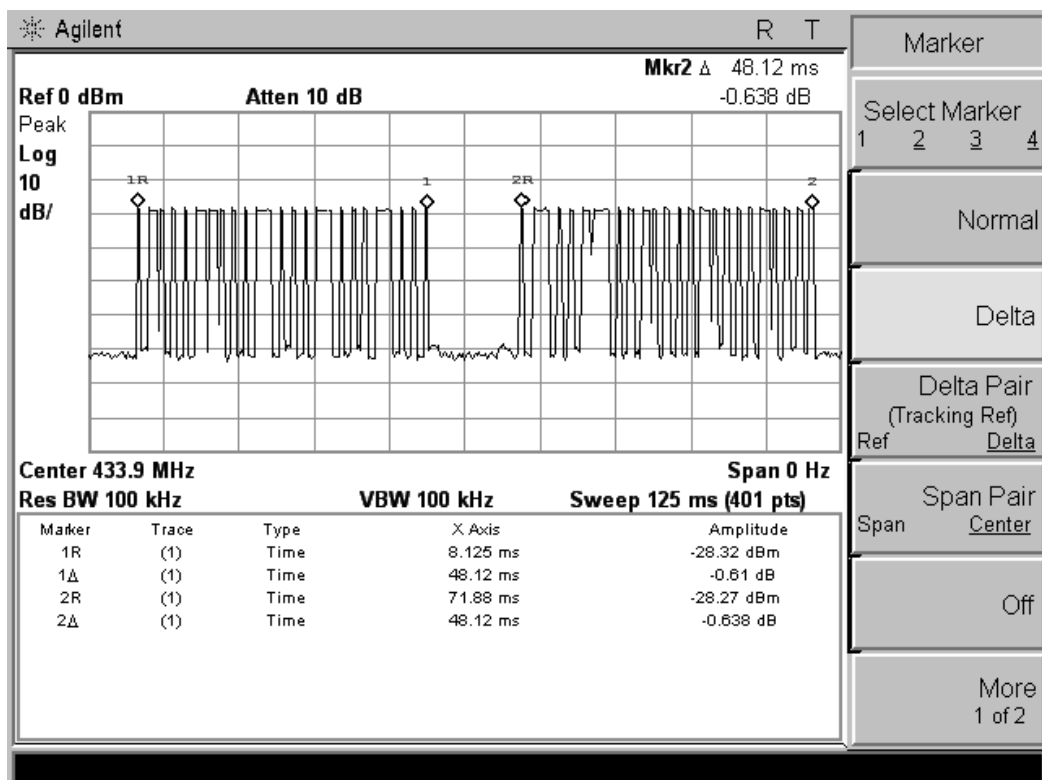 Agilent R T
Mkr2 Δ 48.12 ms
Ref 0 dBm Atten 10 dB -0.638 dB
Peak
Log
10
dB/
1R 1 2R 2
Center 433.9 MHz Span 0 Hz
Res BW 100 kHz VBW 100 kHz Sweep 125 ms (401 pts)
Marker Trace Type X Axis Amplitude
1R (1) Time 8.125 ms -28.32 dBm
1Δ (1) Time 48.12 ms -0.61 dB
2R (1) Time 71.88 ms -28.27 dBm
2Δ (1) Time 48.12 ms -0.638 dB
Marker
Select Marker
1 2 3 4
Normal
Delta
Delta Pair
(Tracking Ref)
Ref Delta
Span Pair
Span Center
Off
More
1 of 2